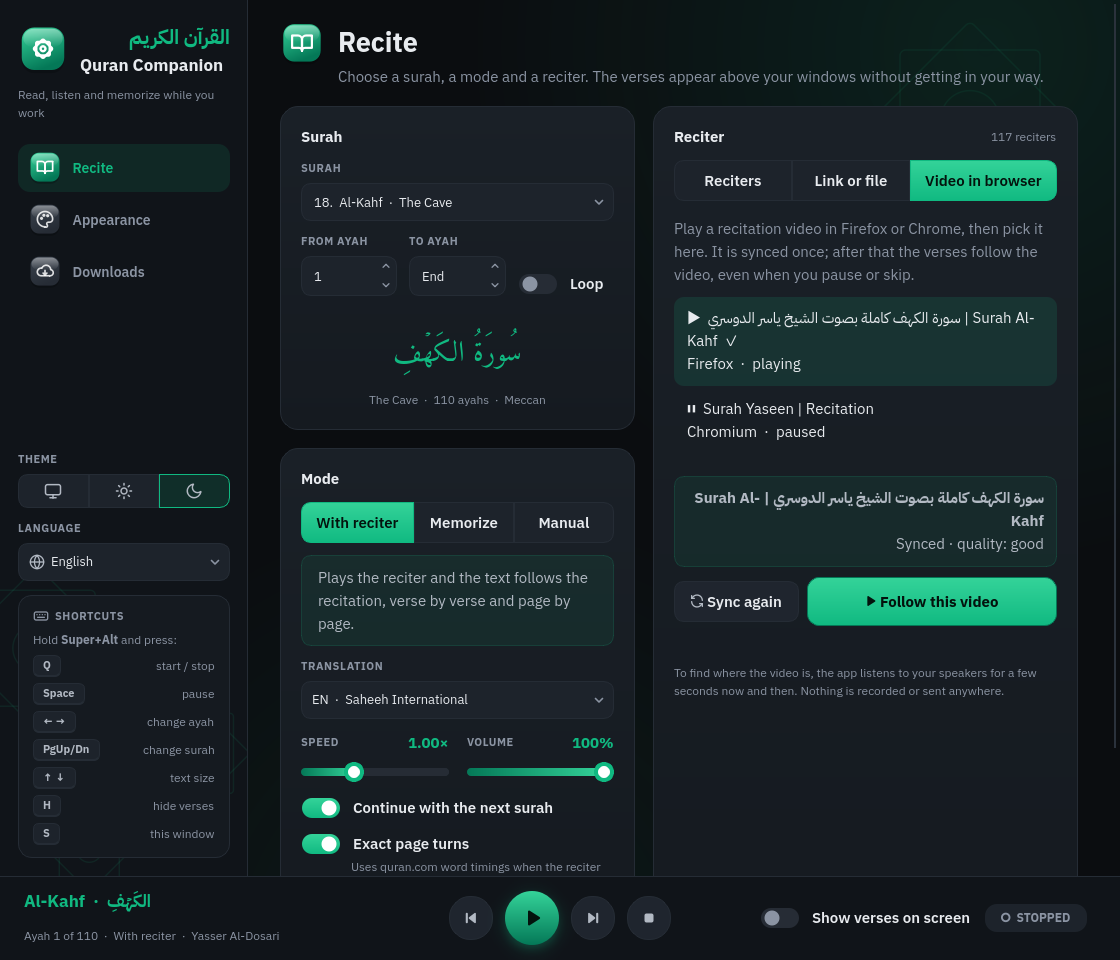 القرآن الكريم
Quran Companion
Read, listen and memorize while you
work
Recite
Appearance
Downloads
THEME
LANGUAGE
English
SHORTCUTS
Hold Super+Alt and press:
Q start / stop
Space pause
← → change ayah
PgUp/Dn change surah
↑ ↓ text size
H hide verses
S this window
Recite
Choose a surah, a mode and a reciter. The verses appear above your windows without getting in your way.
Surah
SURAH
18. Al-Kahf · The Cave
FROM AYAH TO AYAH
1 End Loop
سُورَةُ الكَهۡفِ
The Cave · 110 ayahs · Meccan
Mode
With reciter Memorize Manual
Plays the reciter and the text follows the
recitation, verse by verse and page by
page.
TRANSLATION
EN · Saheeh International
SPEED 1.00× VOLUME 100%
Continue with the next surah
Exact page turns
Uses quran.com word timings when the reciter
Reciter 117 reciters
Reciters Link or file Video in browser
Play a recitation video in Firefox or Chrome, then pick it
here. It is synced once; after that the verses follow the
video, even when you pause or skip.
▶ سورة الكهف كاملة بصوت الشيخ ياسر الدوسري | Surah Al-
Kahf ✓
Firefox · playing
⏸ Surah Yaseen | Recitation
Chromium · paused
سورة الكهف كاملة بصوت الشيخ ياسر الدوسري | Surah Al-
Kahf
Synced · quality: good
Sync again
Follow this video
To find where the video is, the app listens to your speakers for a few
seconds now and then. Nothing is recorded or sent anywhere.
Al-Kahf · الكَهۡفِ
Ayah 1 of 110 · With reciter · Yasser Al-Dosari
Show verses on screen
STOPPED